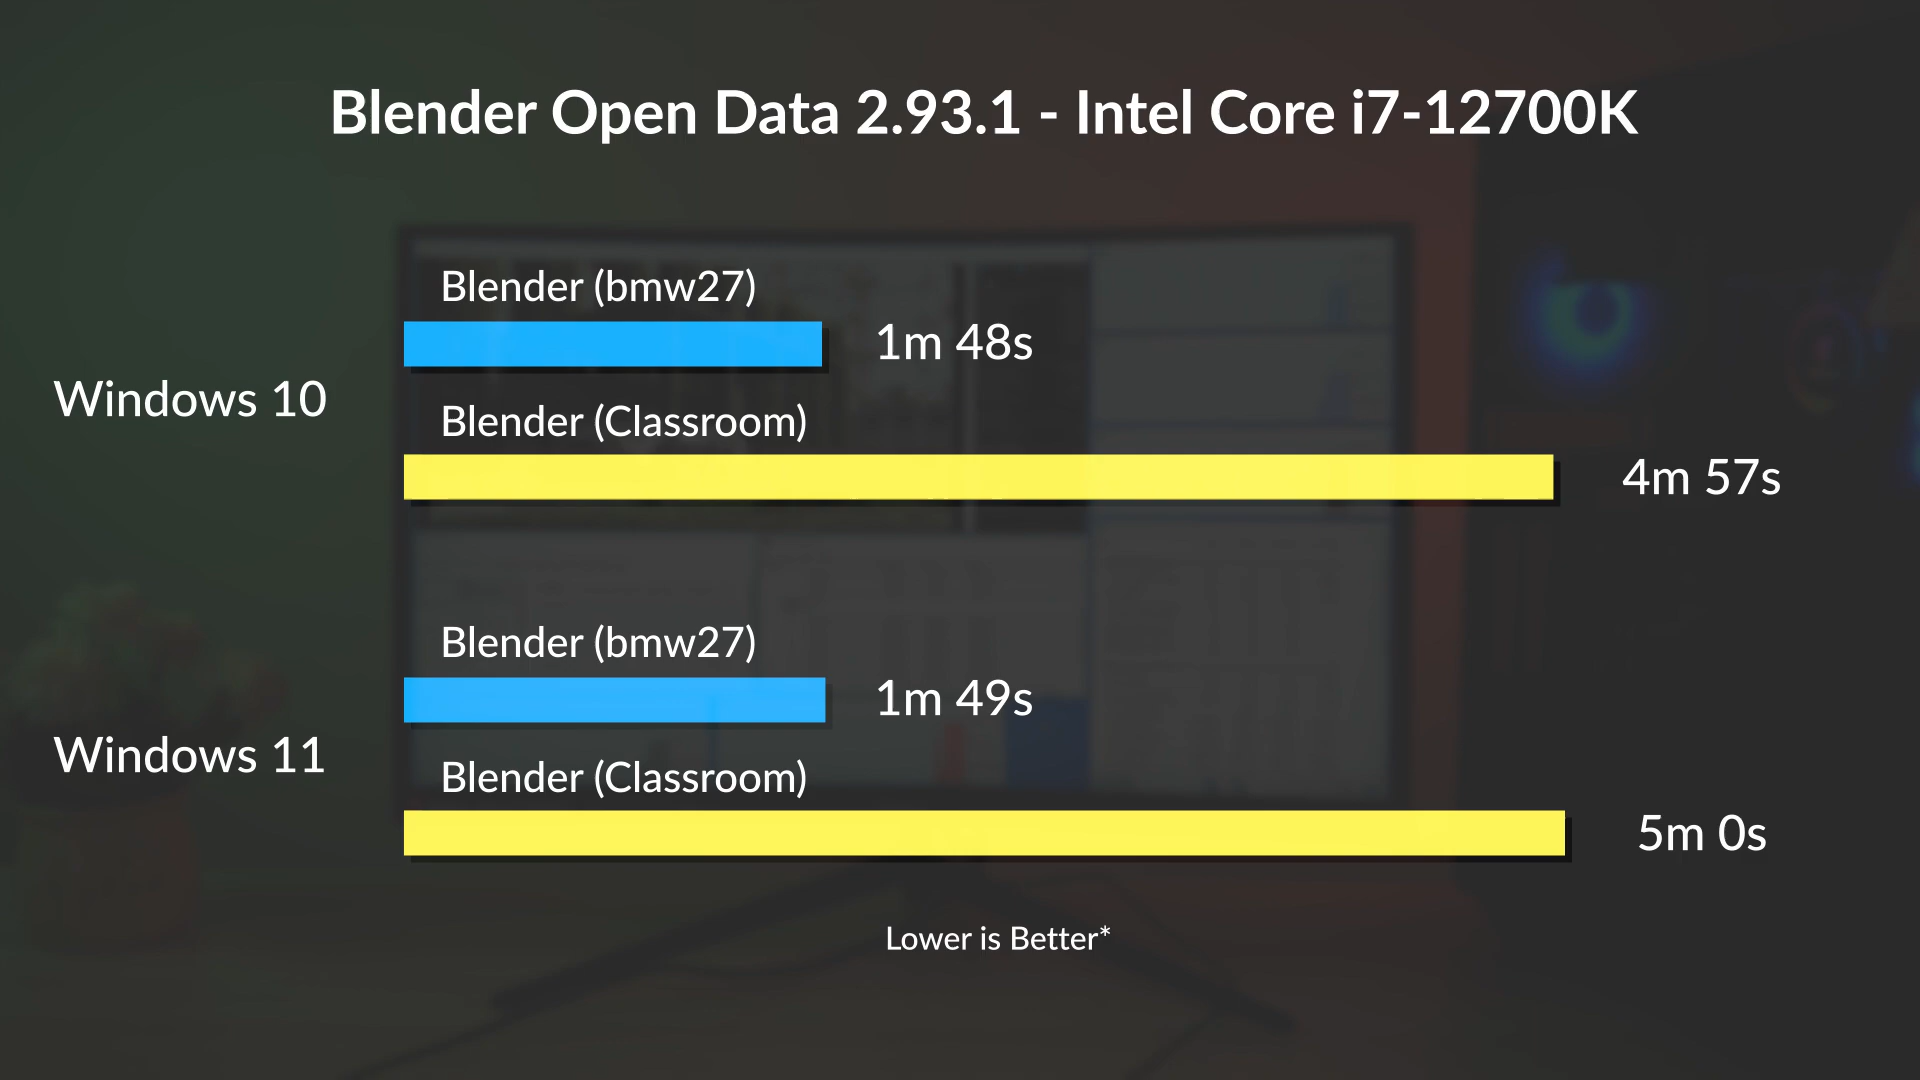 Blender Open Data 2.93.1 - Intel Core i7-12700K
Windows 10
Blender (bmw27)
1m 48s
Blender (Classroom)
4m 57s
Windows 11
Blender (bmw27)
1m 49s
Blender (Classroom)
5m 0s
Lower is Better*